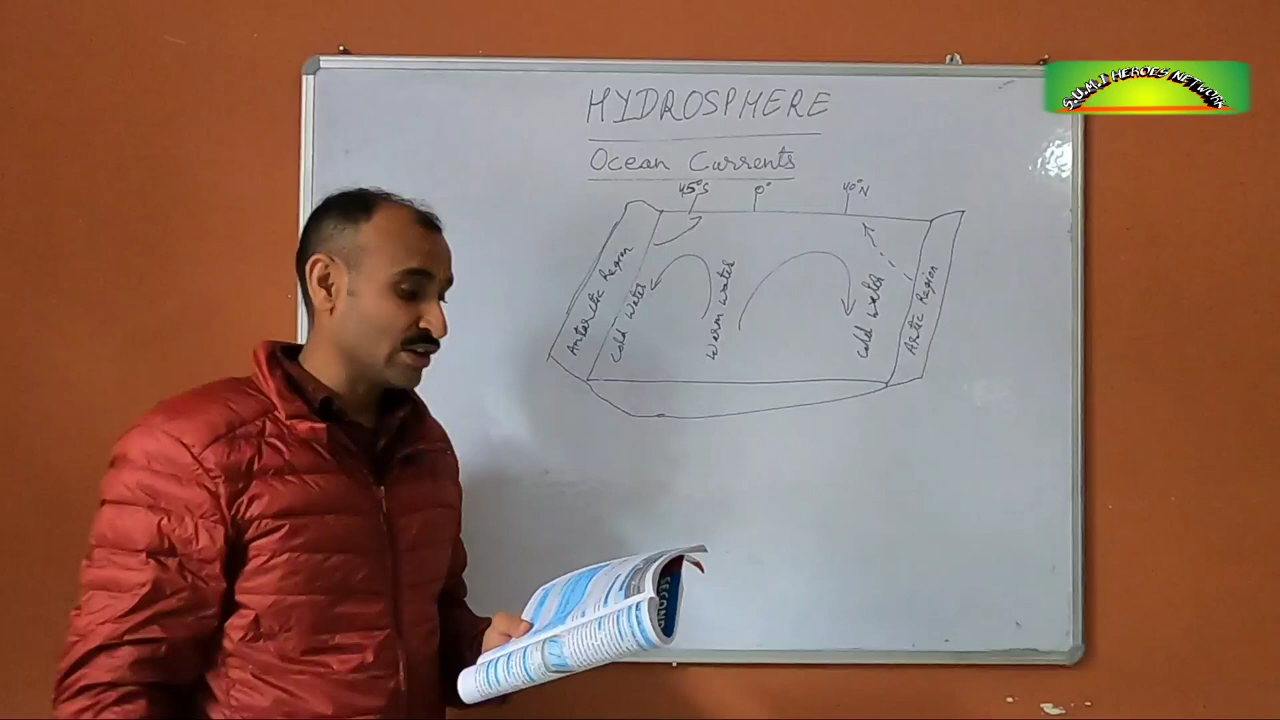 S.U.M.I HEROES NETWORK
HYDROSPHERE
Ocean Currents
45°S
0°
40°N
Antarctic Region
Cold Water
Warm Water
Cold Water
Artic Region
SECOND